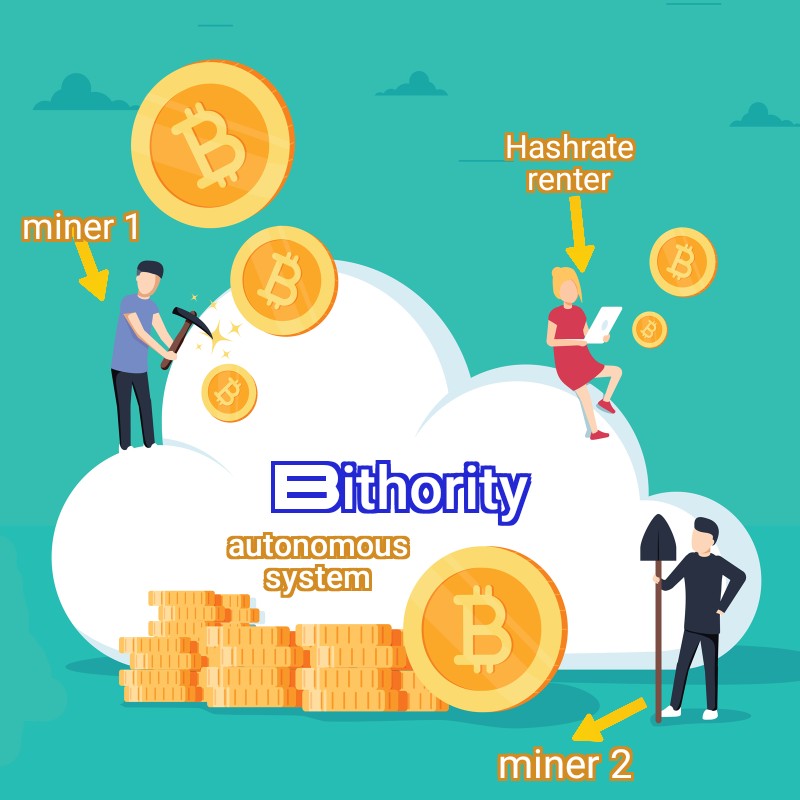 Hashrate
renter
miner 1
Bithority
autonomous
system
miner 2